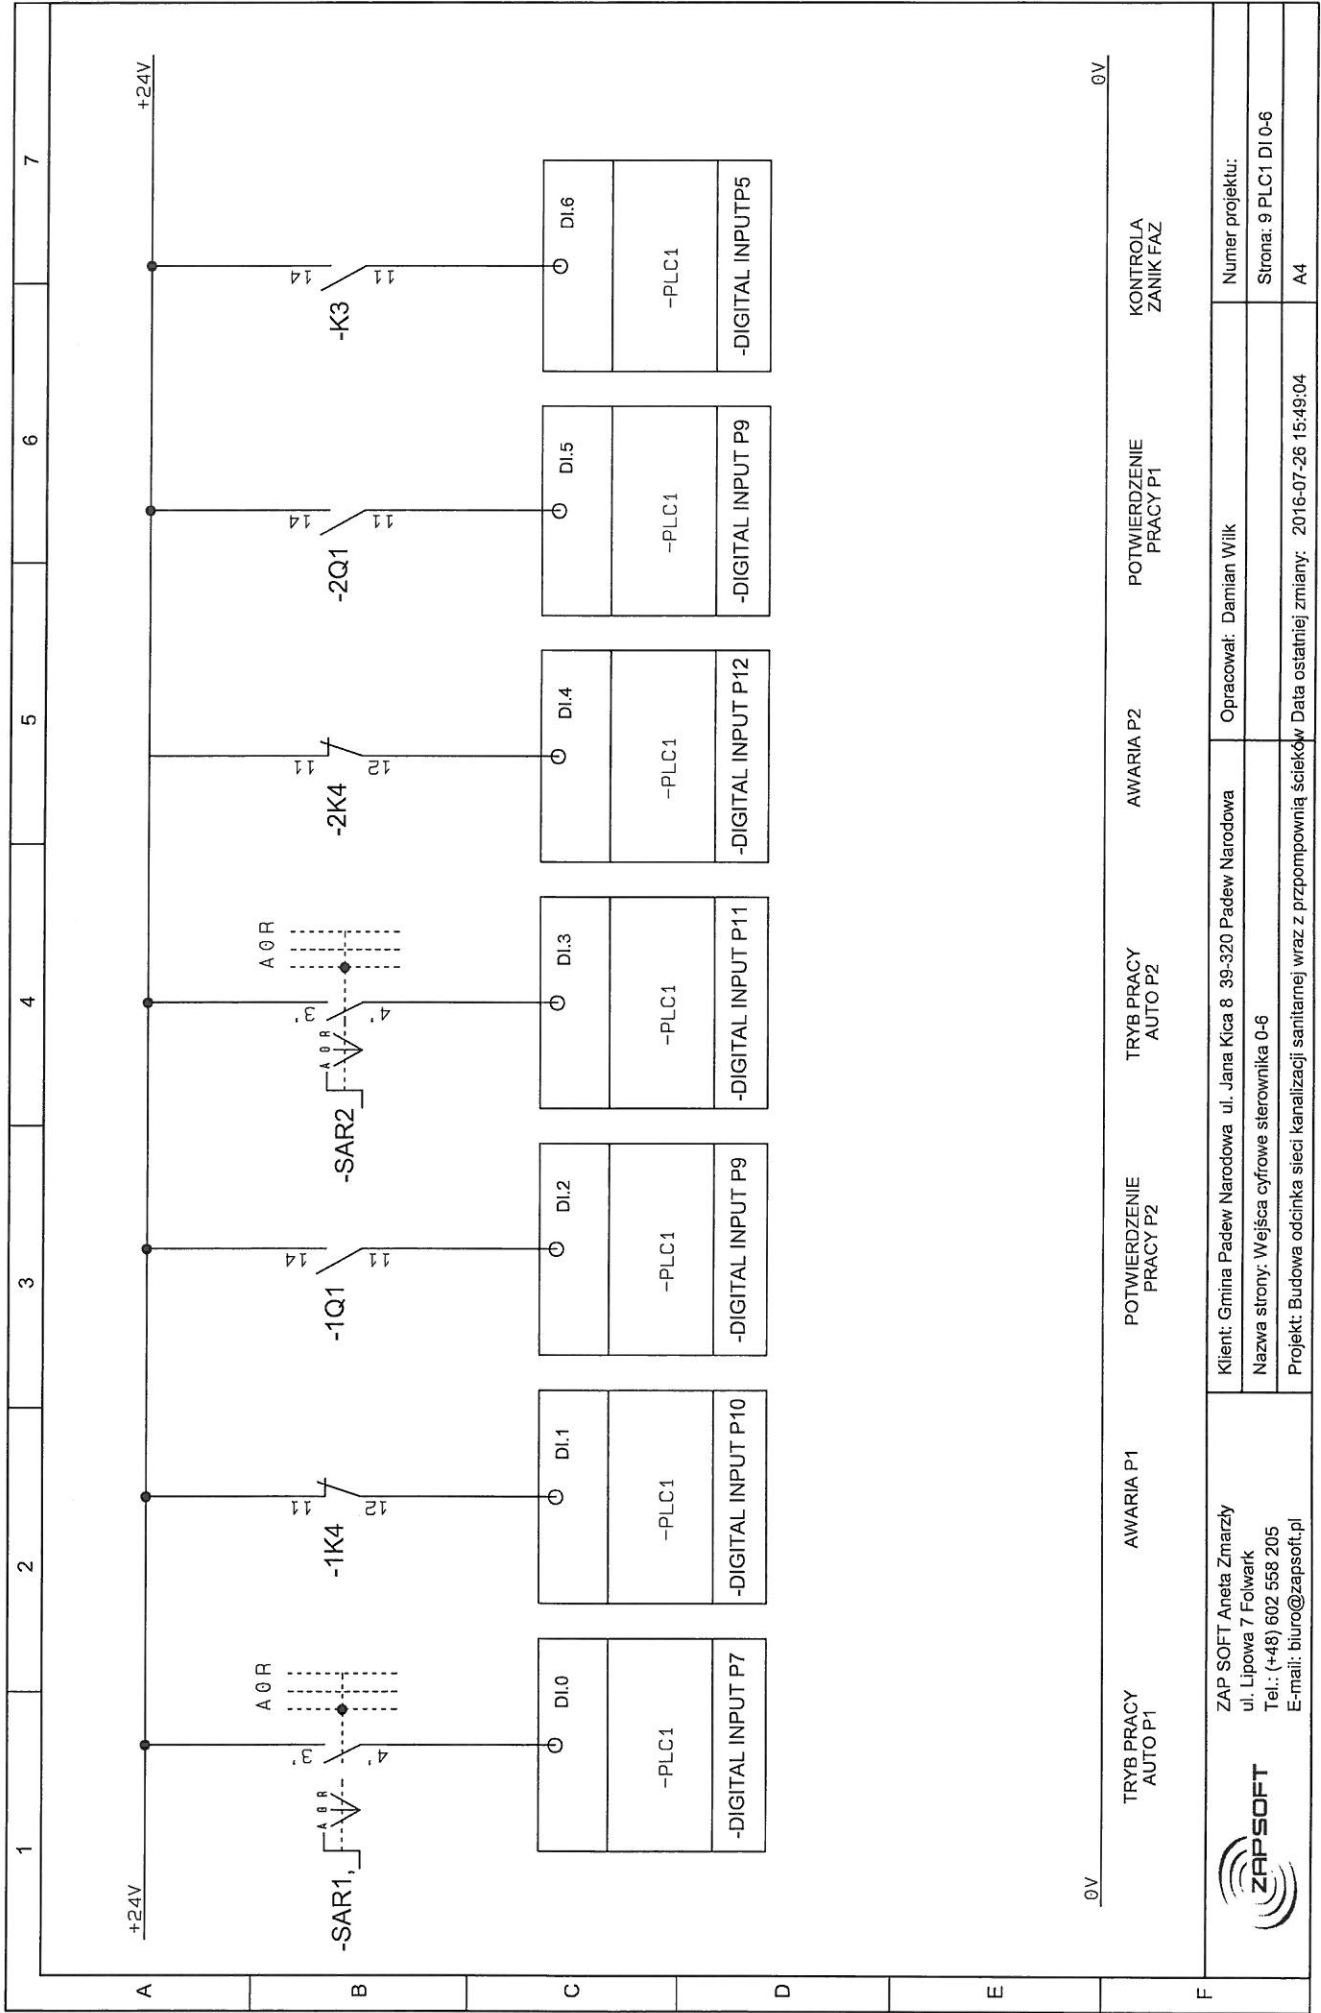 1
2
3
4
5
6
7
A
B
C
D
E
F
+24V
+24V
A 0 R
3'
4'
A 0 R
-SAR1,
11
12
-1K4
14
11
-1Q1
A 0 R
3'
4'
A 0 R
-SAR2
11
12
-2K4
14
11
-2Q1
14
11
-K3
DI.0
-PLC1
-DIGITAL INPUT P7
DI.1
-PLC1
-DIGITAL INPUT P10
DI.2
-PLC1
-DIGITAL INPUT P9
DI.3
-PLC1
-DIGITAL INPUT P11
DI.4
-PLC1
-DIGITAL INPUT P12
DI.5
-PLC1
-DIGITAL INPUT P9
DI.6
-PLC1
-DIGITAL INPUTP5
0V
0V
TRYB PRACY
AUTO P1
AWARIA P1
POTWIERDZENIE
PRACY P2
TRYB PRACY
AUTO P2
AWARIA P2
POTWIERDZENIE
PRACY P1
KONTROLA
ZANIK FAZ
ZAPSOFT
ZAP SOFT Aneta Zmarzły
ul. Lipowa 7 Folwark
Tel.: (+48) 602 558 205
E-mail: biuro@zapsoft.pl
Klient: Gmina Padew Narodowa ul. Jana Kica 8 39-320 Padew Narodowa
Opracował: Damian Wilk
Numer projektu:
Nazwa strony: Wejśca cyfrowe sterownika 0-6
Strona: 9 PLC1 DI 0-6
Projekt: Budowa odcinka sieci kanalizacji sanitarnej wraz z przpompownią ścieków Data ostatniej zmiany: 2016-07-26 15:49:04
A4